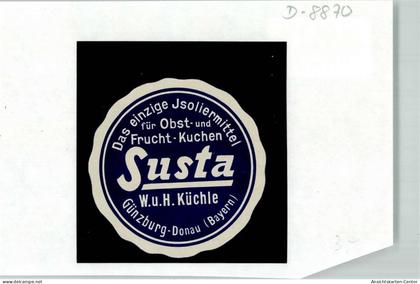 D-8870
Das einzige Jsoliermittel
für Obst- und
Frucht-Kuchen
Susta
W.u.H. Küchle
Günzburg-Donau (Bayern)
Ansichtskarten-Center